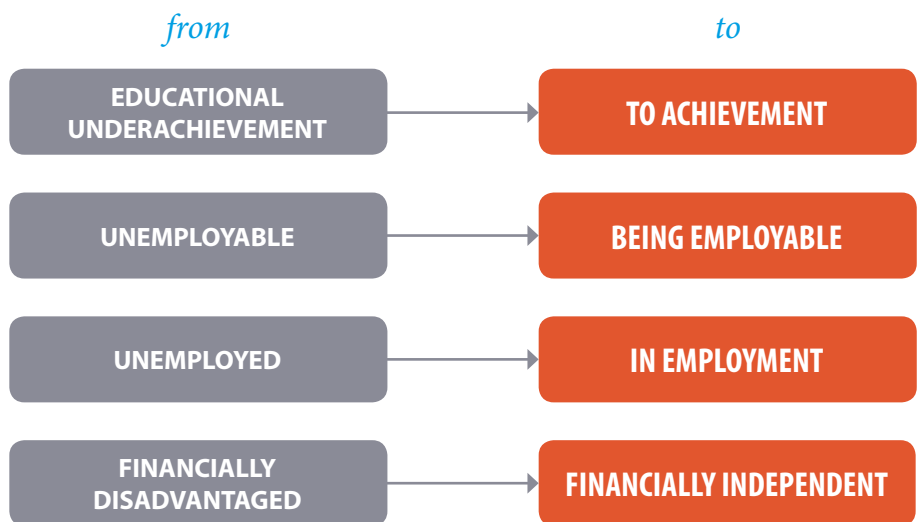 from
to
EDUCATIONAL
UNDERACHIEVEMENT
TO ACHIEVEMENT
UNEMPLOYABLE
BEING EMPLOYABLE
UNEMPLOYED
IN EMPLOYMENT
FINANCIALLY
DISADVANTAGED
FINANCIALLY INDEPENDENT